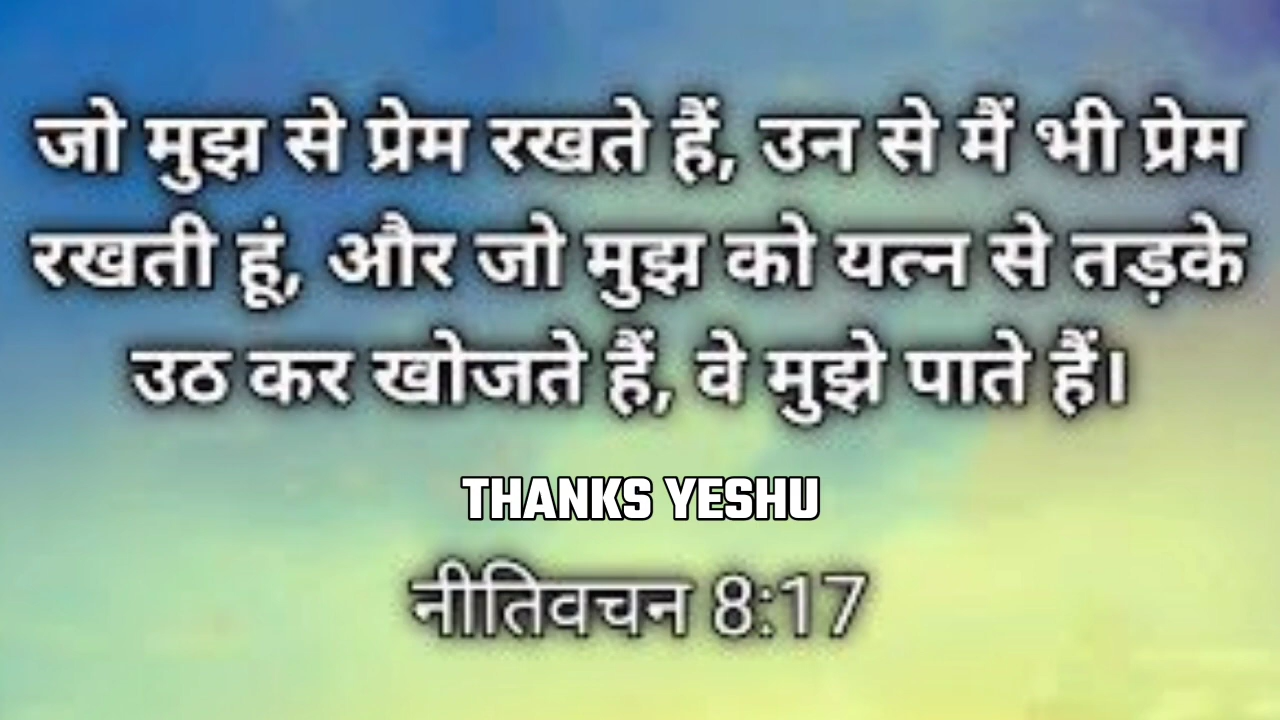 जो मुझ से प्रेम रखते हैं, उन से मैं भी प्रेम
रखती हूं, और जो मुझ को यत्न से तड़के
उठ कर खोजते हैं, वे मुझे पाते हैं।
THANKS YESHU
नीतिवचन 8:17